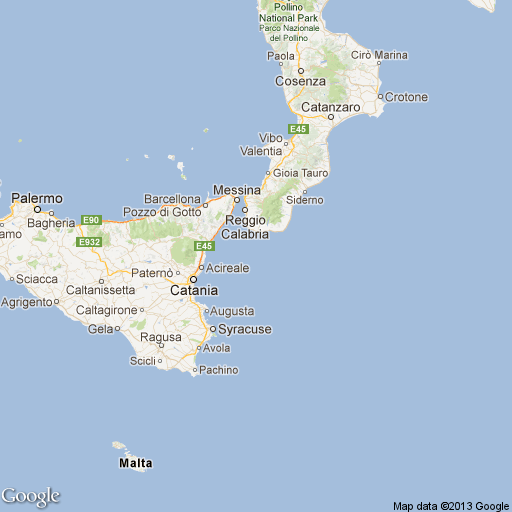 Pollino
National Park
Parco Nazionale
del Pollino
Paola
Cirò Marina
Cosenza
Crotone
Catanzaro
E45
Vibo
Valentia
Gioia Tauro
Siderno
Messina
Barcellona
Pozzo di Gotto
Reggio
Calabria
Palermo
Bagheria
E90
amo
E932
E45
Acireale
Paternò
Sciacca
Caltanissetta
Catania
Agrigento
Caltagirone
Augusta
Gela
Syracuse
Ragusa
Avola
Scicli
Pachino
Malta
Google
Map data ©2013 Google